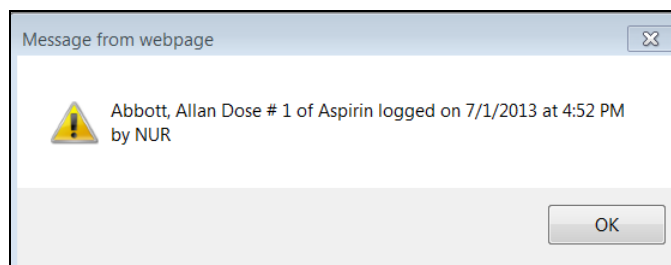 Message from webpage
Abbott, Allan Dose # 1 of Aspirin logged on 7/1/2013 at 4:52 PM
by NUR
OK